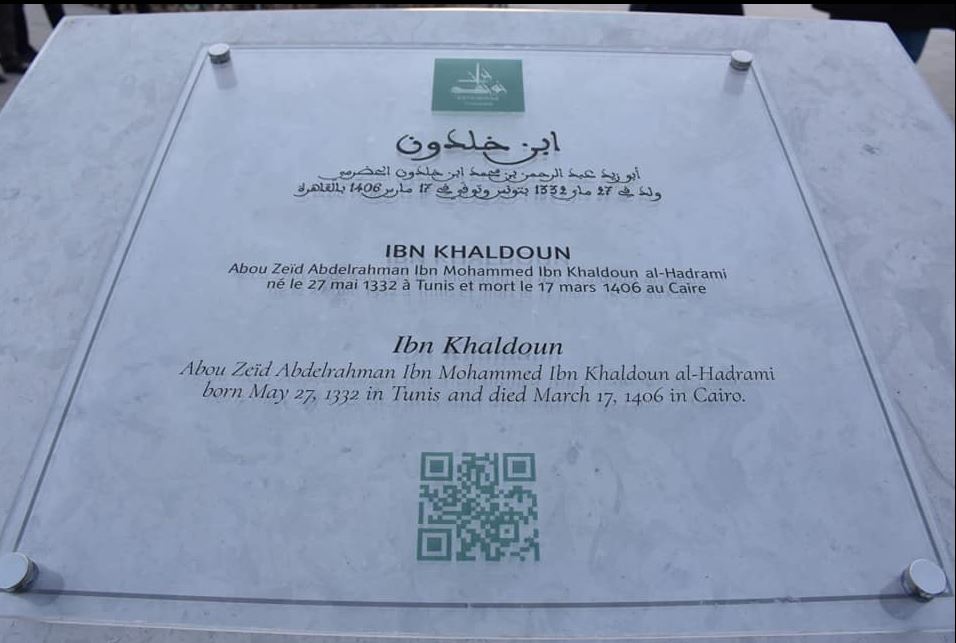 ابن خلدون
أبو زيد عبد الرحمن بن محمد ابن خلدون الحضرمي
ولد في 27 ماي 1332 بتونس وتوفي في 17 مارس 1406 بالقاهرة
IBN KHALDOUN
Abou Zeïd Abdelrahman Ibn Mohammed Ibn Khaldoun al-Hadrami
né le 27 mai 1332 à Tunis et mort le 17 mars 1406 au Caire
Ibn Khaldoun
Abou Zeïd Abdelrahman Ibn Mohammed Ibn Khaldoun al-Hadrami
born May 27, 1332 in Tunis and died March 17, 1406 in Cairo.